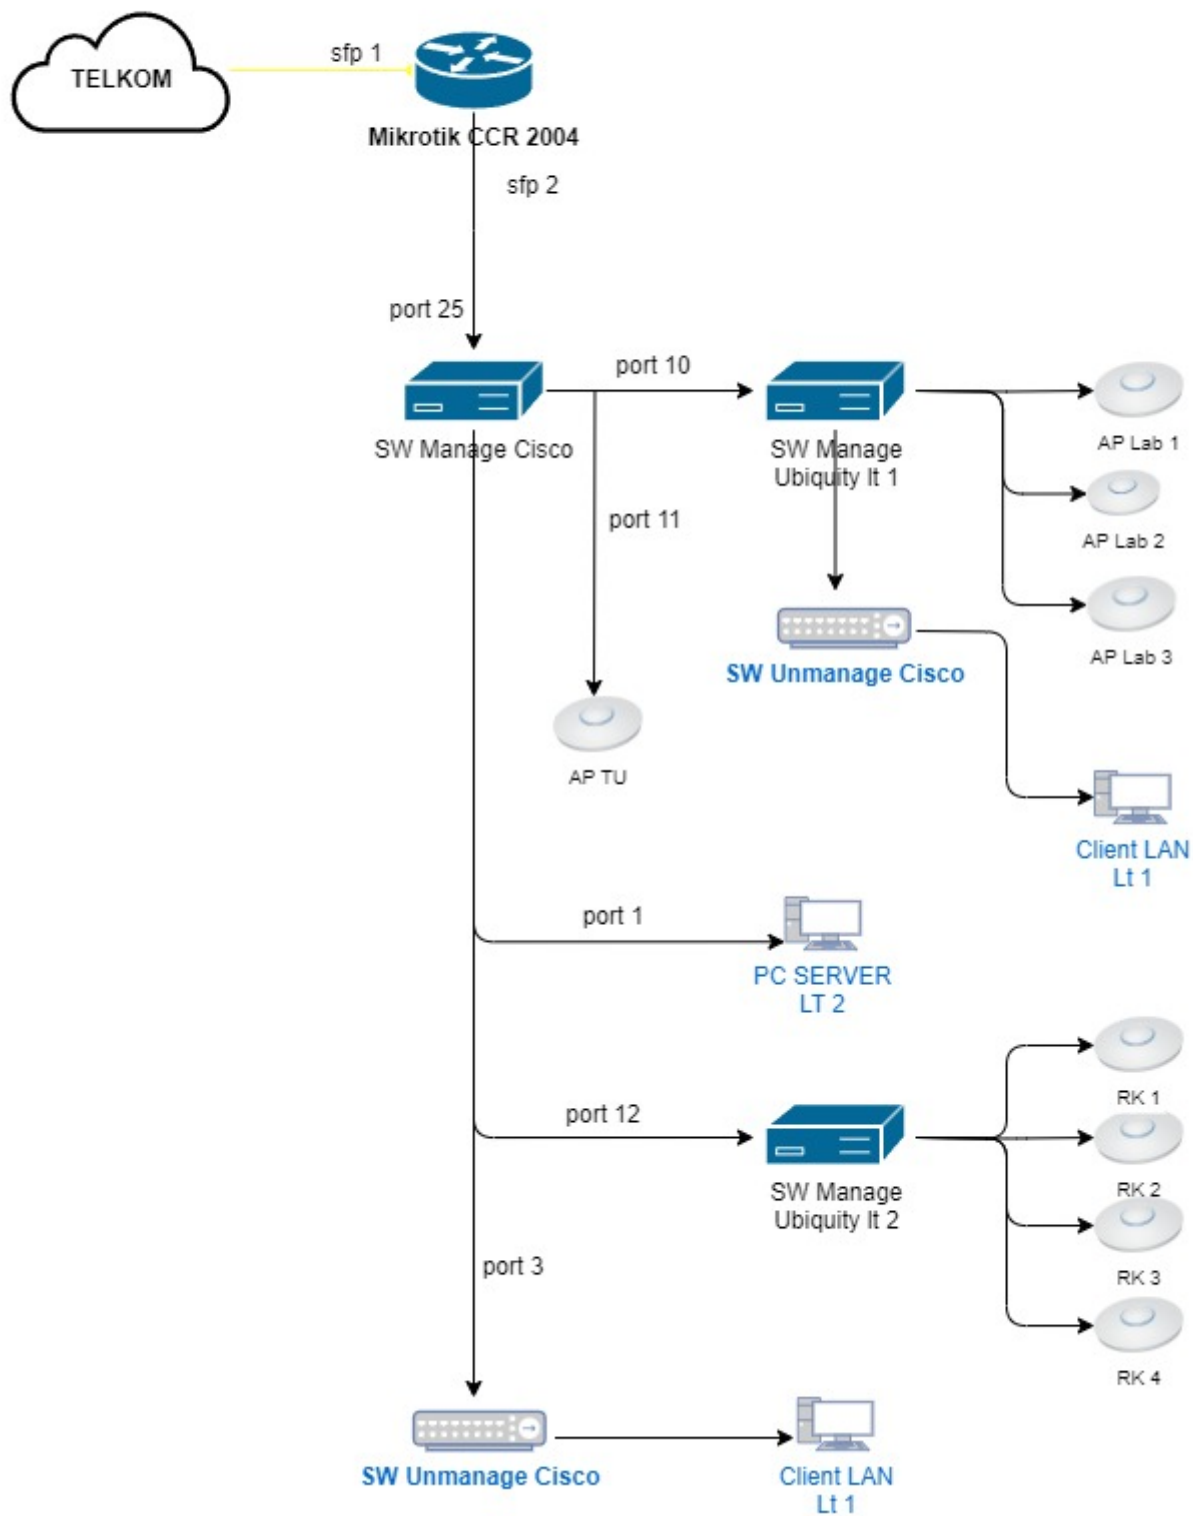 TELKOM
sfp 1
Mikrotik CCR 2004
sfp 2
port 25
port 10
SW Manage Cisco
SW Manage
Ubiquity lt 1
AP Lab 1
AP Lab 2
port 11
AP Lab 3
SW Unmanage Cisco
AP TU
Client LAN
Lt 1
port 1
PC SERVER
LT 2
RK 1
port 12
RK 2
SW Manage
Ubiquity lt 2
port 3
RK 3
RK 4
SW Unmanage Cisco
Client LAN
Lt 1